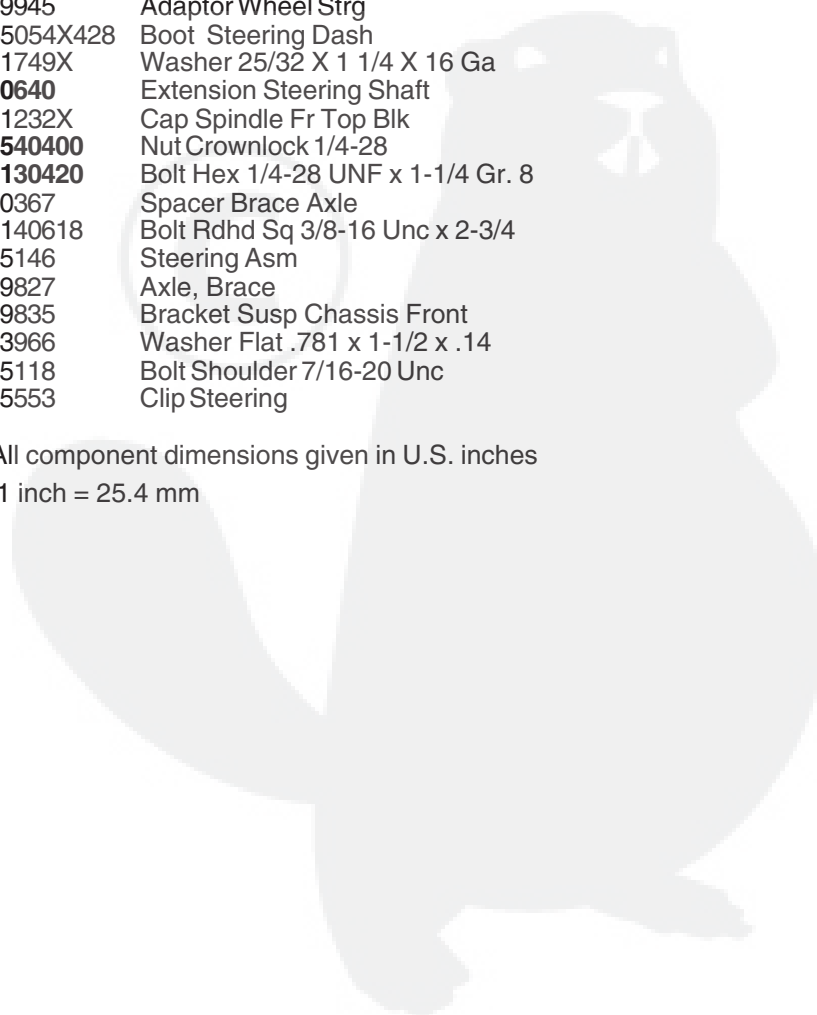 9945 Adaptor Wheel Strg
5054X428 Boot Steering Dash
1749X Washer 25/32 X 1 1/4 X 16 Ga
0640 Extension Steering Shaft
1232X Cap Spindle Fr Top Blk
540400 Nut Crownlock 1/4-28
130420 Bolt Hex 1/4-28 UNF x 1-1/4 Gr. 8
0367 Spacer Brace Axle
140618 Bolt Rdhd Sq 3/8-16 Unc x 2-3/4
5146 Steering Asm
9827 Axle, Brace
9835 Bracket Susp Chassis Front
3966 Washer Flat .781 x 1-1/2 x .14
5118 Bolt Shoulder 7/16-20 Unc
5553 Clip Steering
All component dimensions given in U.S. inches
1 inch = 25.4 mm